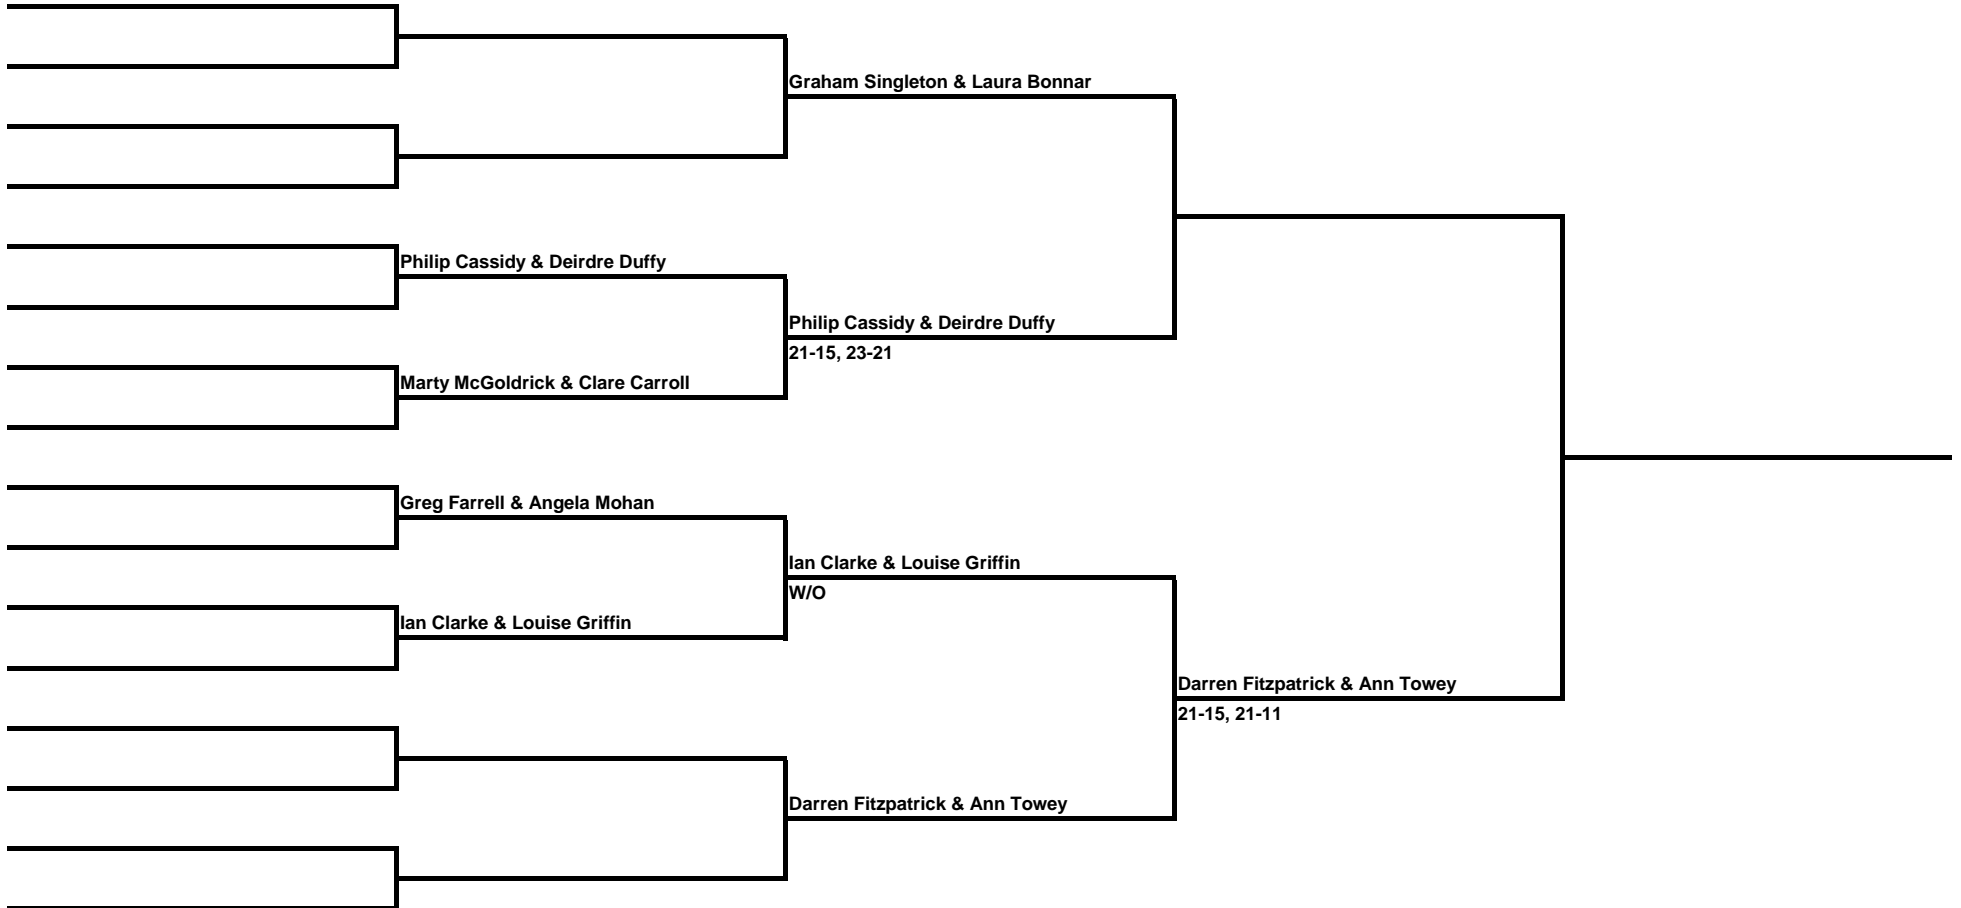 Graham Singleton & Laura Bonnar
Philip Cassidy & Deirdre Duffy
Philip Cassidy & Deirdre Duffy
21-15, 23-21
Marty McGoldrick & Clare Carroll
Greg Farrell & Angela Mohan
Ian Clarke & Louise Griffin
W/O
Ian Clarke & Louise Griffin
Darren Fitzpatrick & Ann Towey
21-15, 21-11
Darren Fitzpatrick & Ann Towey